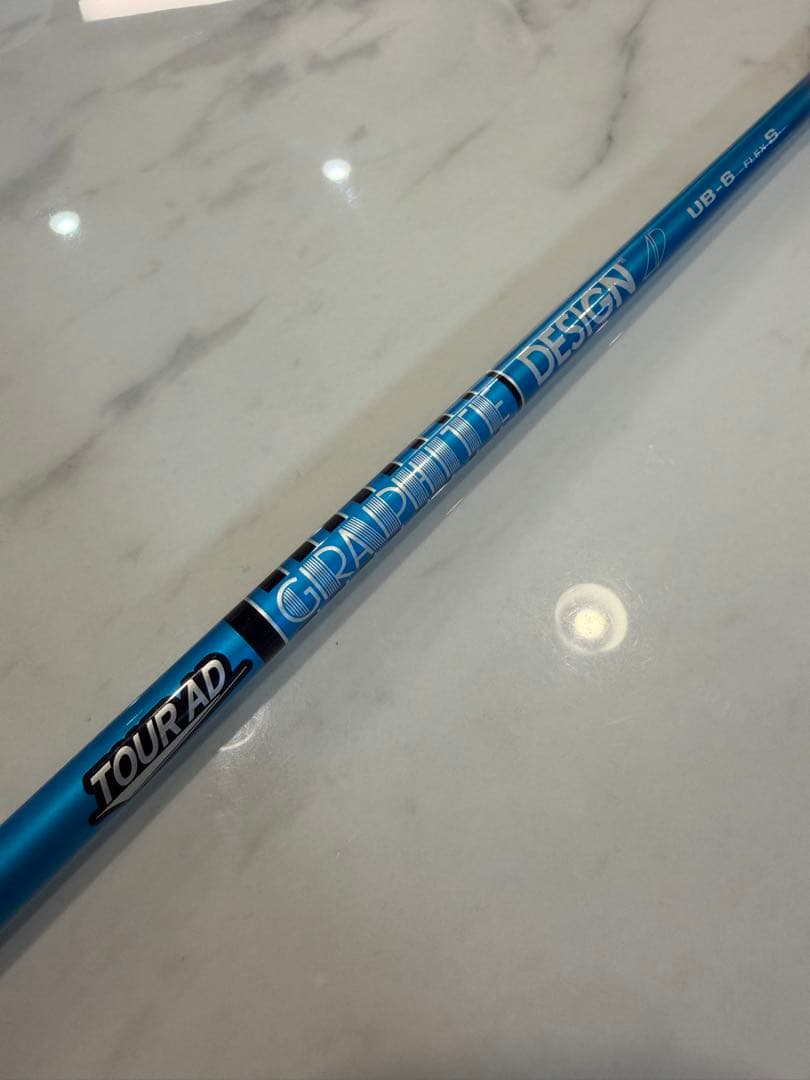 TOUR AD
GRAPHITE DESIGN
UB-6 FLEX-S